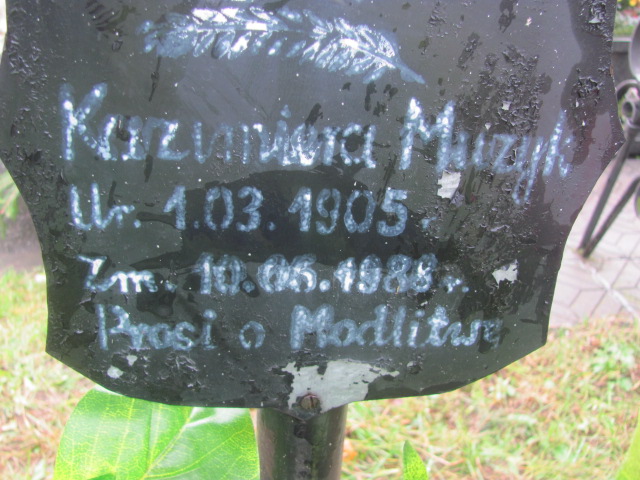 Kazimiera Muzyk
Ur. 1.03.1905 r.
Zm. 10.06.1988 r.
Prosi o Modlitwę